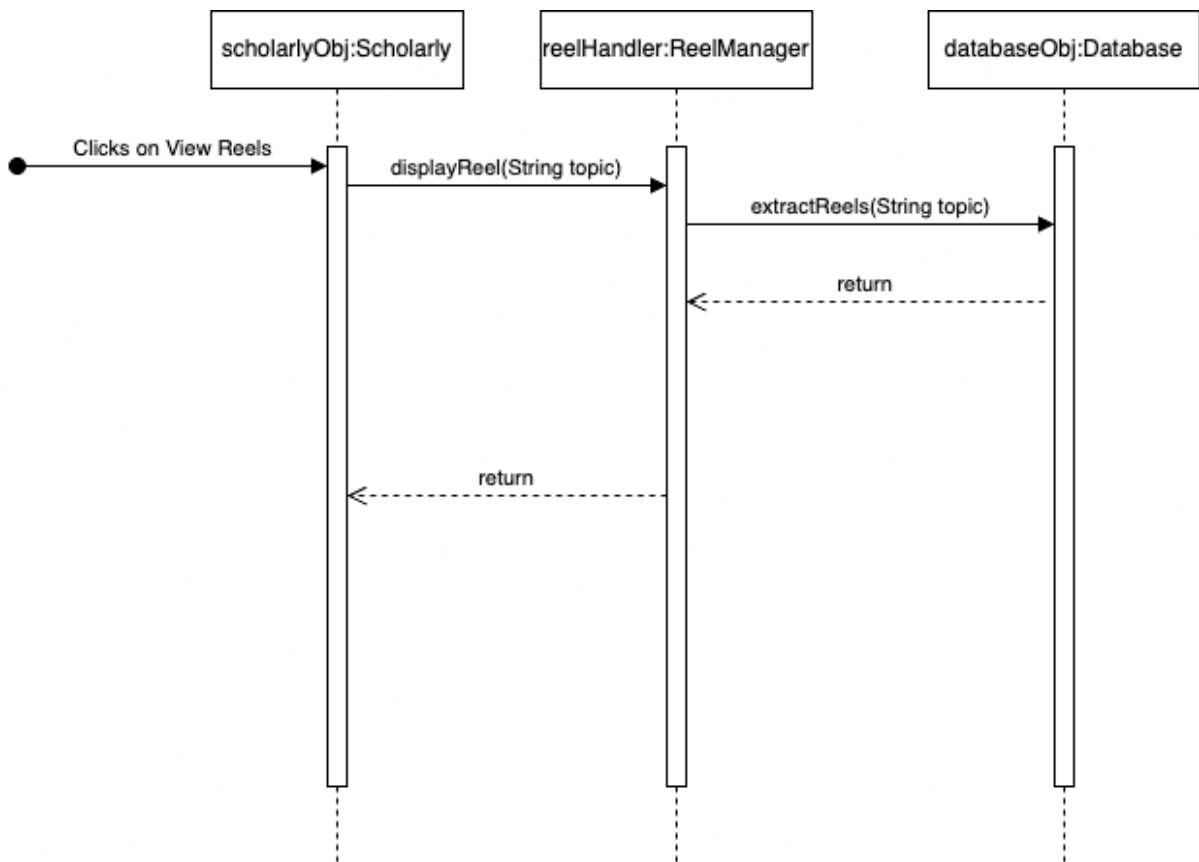 scholarlyObj:Scholarly
reelHandler:ReelManager
databaseObj:Database
Clicks on View Reels
displayReel(String topic)
extractReels(String topic)
return
return